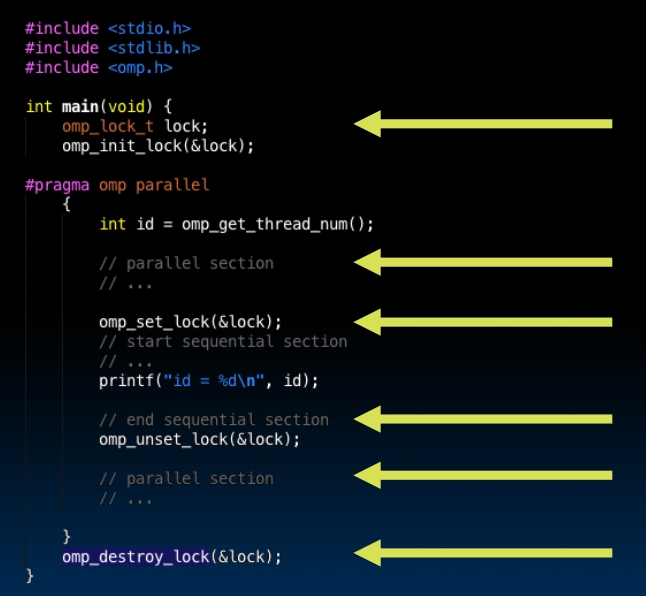 #include <stdio.h>
#include <stdlib.h>
#include <omp.h>

int main(void) {
    omp_lock_t lock;
    omp_init_lock(&lock);

#pragma omp parallel
    {
        int id = omp_get_thread_num();

        // parallel section
        // ...

        omp_set_lock(&lock);
        // start sequential section
        // ...
        printf("id = %d\n", id);

        // end sequential section
        omp_unset_lock(&lock);

        // parallel section
        // ...

    }
    omp_destroy_lock(&lock);
}